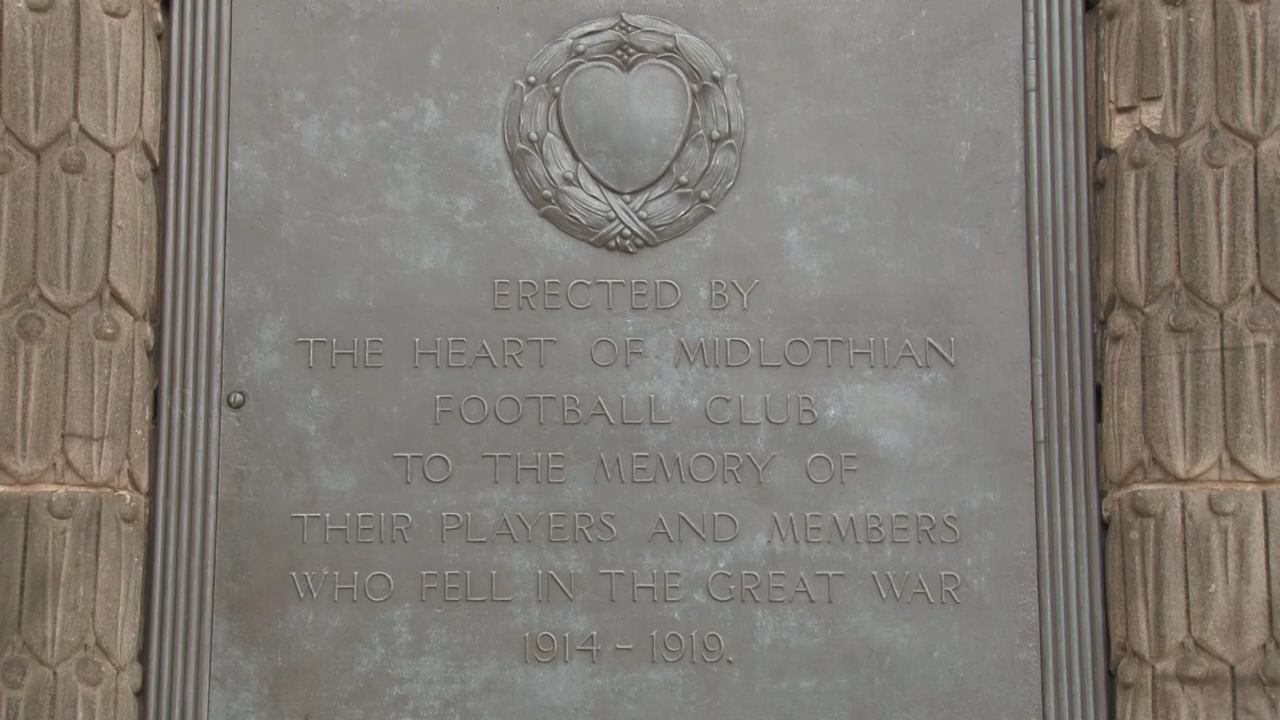 ERECTED BY
THE HEART OF MIDLOTHIAN
FOOTBALL CLUB
TO THE MEMORY OF
THEIR PLAYERS AND MEMBERS
WHO FELL IN THE GREAT WAR
1914 - 1919.